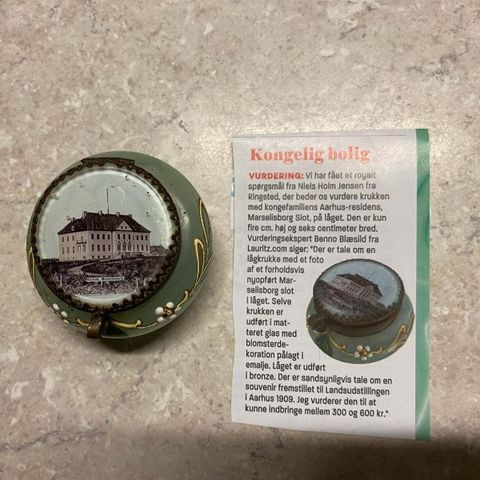 Kongelig bolig
VURDERING: Vi har fået et royalt
spørgsmål fra Niels Holm Jensen fra
Ringsted, der beder os vurdere krukken
med kongefamiliens Aarhus-residens,
Marselisborg Slot, på låget. Den er kun
fire cm. høj og seks centimeter bred.
Vurderingsekspert Benno Blæsild fra
Lauritz.com siger: "Der er tale om en
lågkrukke med et foto
af et forholdsvis
nyopført Mar-
selisborg slot
i låget. Selve
krukken er
udført i mat-
teret glas med
blomsterde-
koration pålagt i
emalje. Låget er udført
i bronze. Der er sandsynligvis tale om en
souvenir fremstillet til Landsudstillingen
i Aarhus 1909. Jeg vurderer den til at
kunne indbringe mellem 300 og 600 kr."